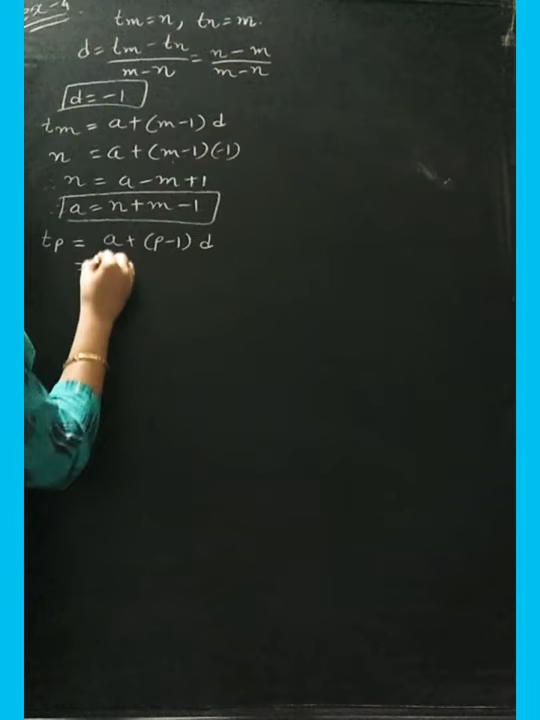 tm = n, tn = m.
d = tm - tn / m - n = n - m / m - n
d = -1
tm = a + (m-1) d
n = a + (m-1)(-1)
∴ n = a - m + 1
∴ a = n + m - 1
tp = a + (p-1) d
=